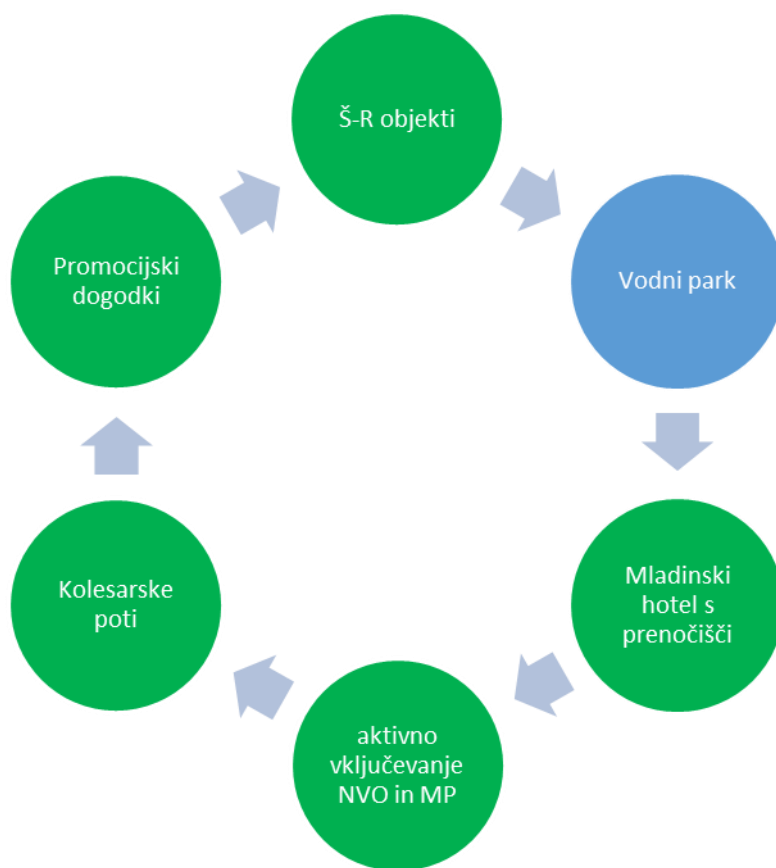 Š-R objekti
Vodni park
Mladinski
hotel s
prenočišči
aktivno
vključevanje
NVO in MP
Kolesarske
poti
Promocijski
dogodki